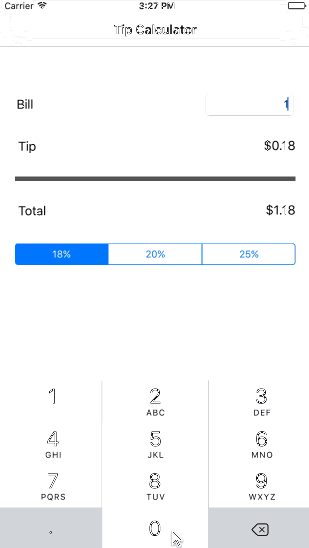 Carrier 3:27 PM
Tip Calculator
Bill 1
Tip $0.18
Total $1.18
18% 20% 25%
1 2 3
ABC DEF
4 5 6
GHI JKL MNO
7 8 9
PQRS TUV WXYZ
. 0